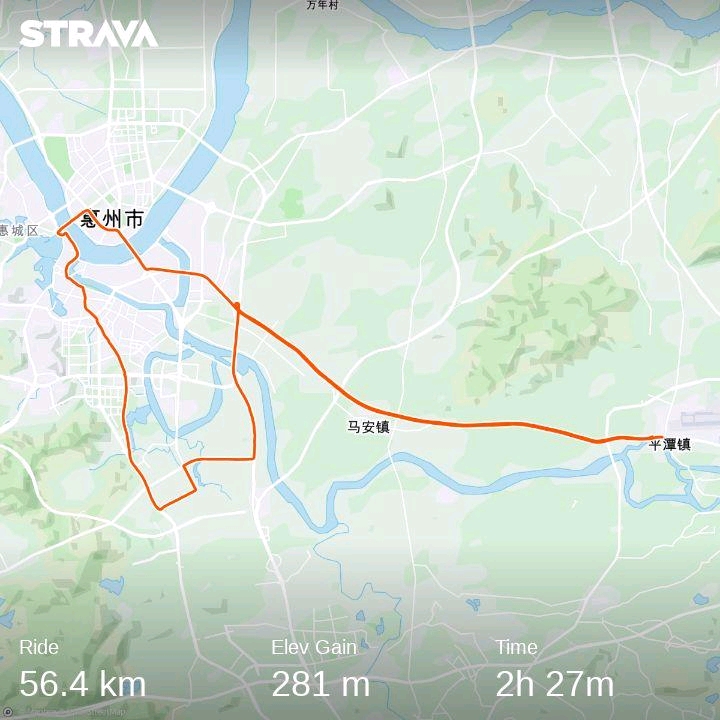 万年村
STRAVA
惠州市
惠城区
马安镇
平潭镇
Ride
Elev Gain
Time
56.4 km
281 m
2h 27m